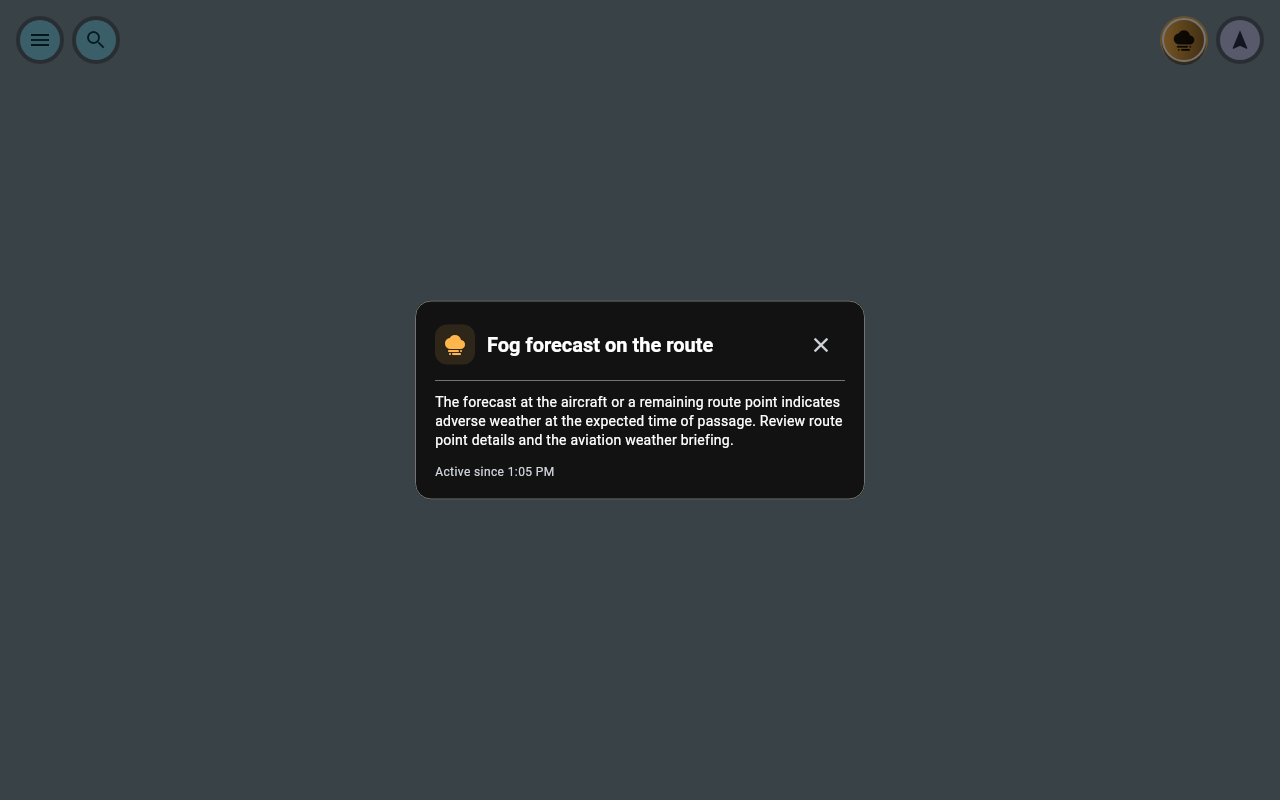 Fog forecast on the route
The forecast at the aircraft or a remaining route point indicates
adverse weather at the expected time of passage. Review route
point details and the aviation weather briefing.
Active since 1:05 PM